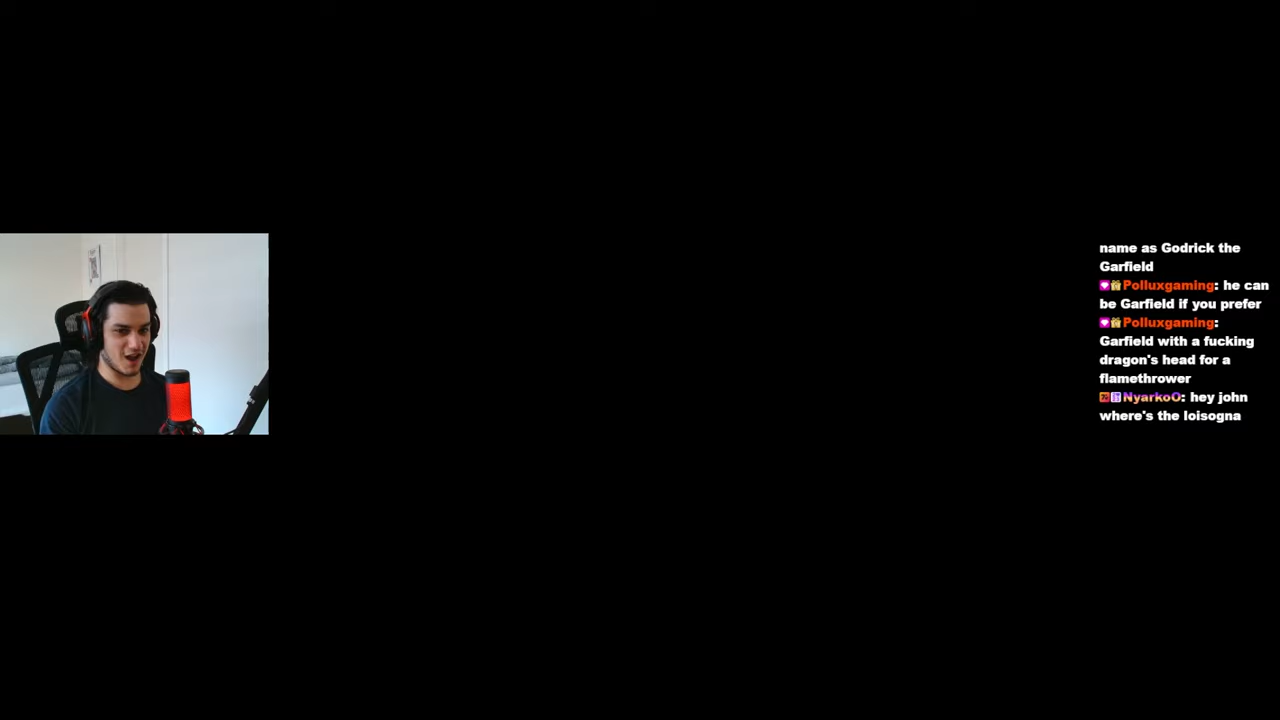 name as Godrick the
Garfield
Polluxgaming: he can
be Garfield if you prefer
Polluxgaming:
Garfield with a fucking
dragon's head for a
flamethrower
NyarkoO: hey john
where's the loisogna